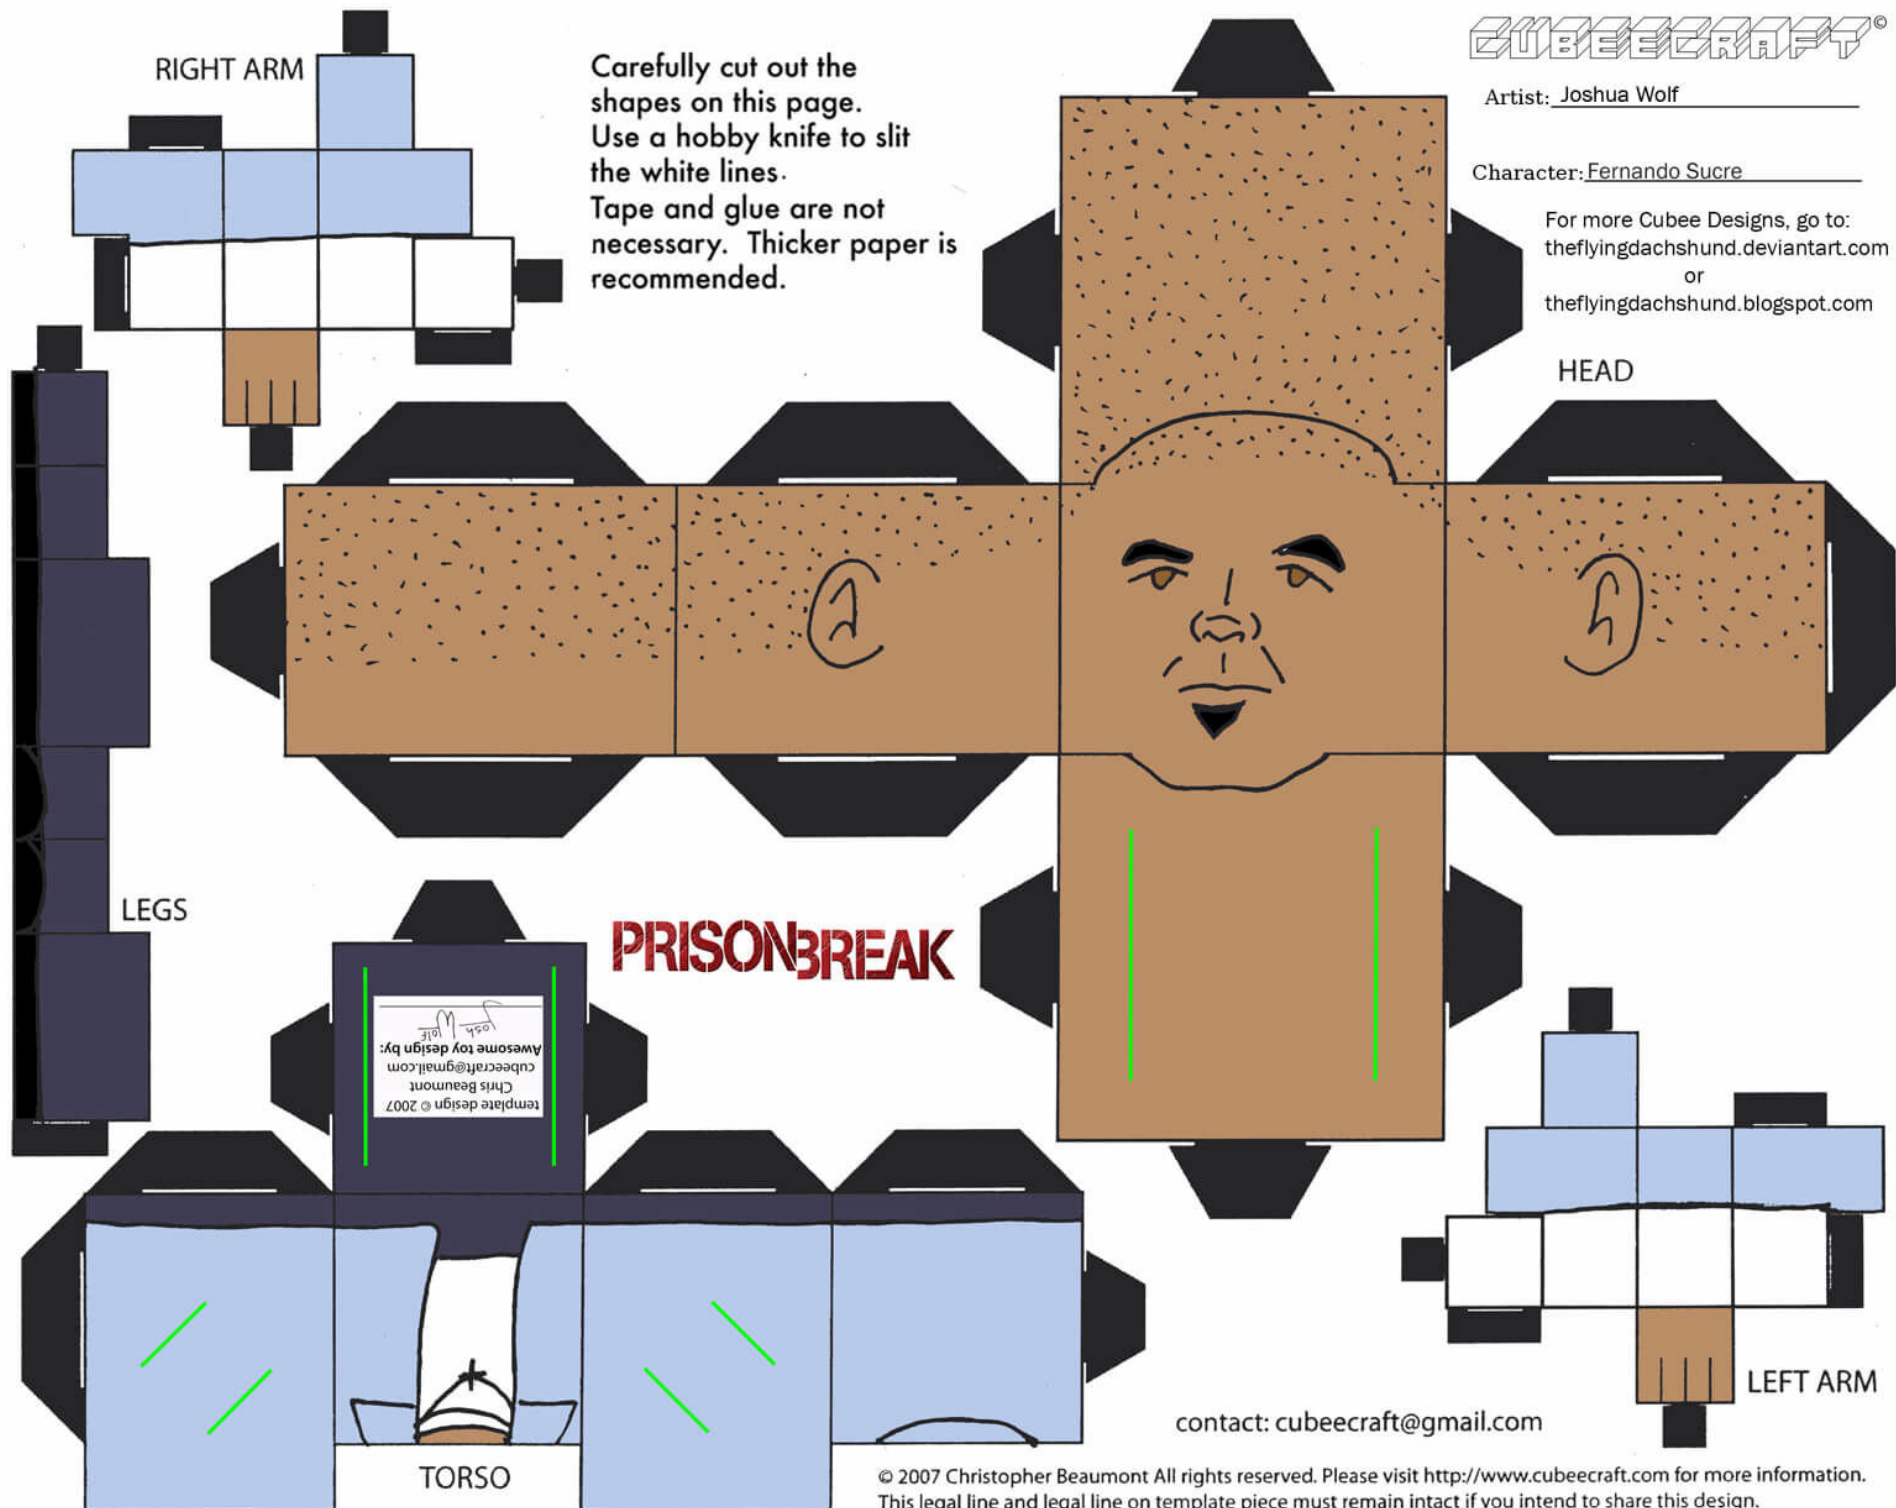 CUBEECRAFT©
Artist: Joshua Wolf
Character: Fernando Sucre
For more Cubee Designs, go to:
theflyingdachshund.deviantart.com
or
theflyingdachshund.blogspot.com
RIGHT ARM
Carefully cut out the
shapes on this page.
Use a hobby knife to slit
the white lines.
Tape and glue are not
necessary. Thicker paper is
recommended.
HEAD
LEGS
PRISON BREAK
template design © 2007
Chris Beaumont
cubeecraft@gmail.com
Awesome toy design by:
Josh Wolf
LEFT ARM
TORSO
contact: cubeecraft@gmail.com
© 2007 Christopher Beaumont All rights reserved. Please visit http://www.cubeecraft.com for more information.
This legal line and legal line on template piece must remain intact if you intend to share this design.